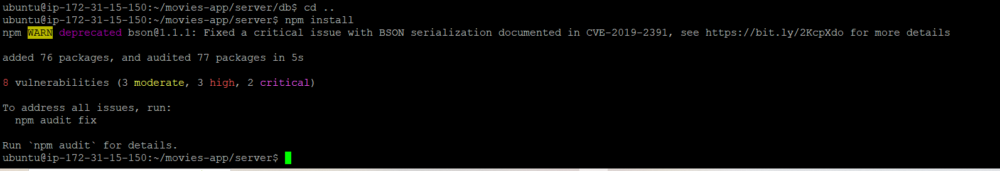 ubuntu@ip-172-31-15-150:~/movies-app/server/db$ cd ..
ubuntu@ip-172-31-15-150:~/movies-app/server$ npm install
npm WARN deprecated bson@1.1.1: Fixed a critical issue with BSON serialization documented in CVE-2019-2391, see https://bit.ly/2KcpXdo for more details
added 76 packages, and audited 77 packages in 5s
8 vulnerabilities (3 moderate, 3 high, 2 critical)
To address all issues, run:
  npm audit fix
Run `npm audit` for details.
ubuntu@ip-172-31-15-150:~/movies-app/server$